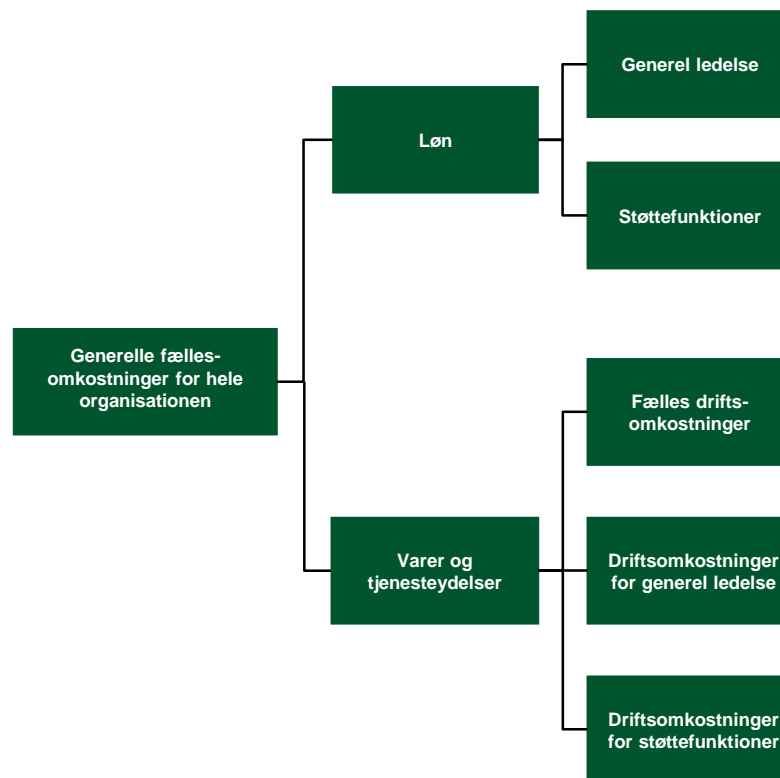 Generel ledelse
Løn
Støttefunktioner
Generelle fælles-
omkostninger for hele
organisationen
Fælles drifts-
omkostninger
Varer og
tjenesteydelser
Driftsomkostninger
for generel ledelse
Driftsomkostninger
for støttefunktioner